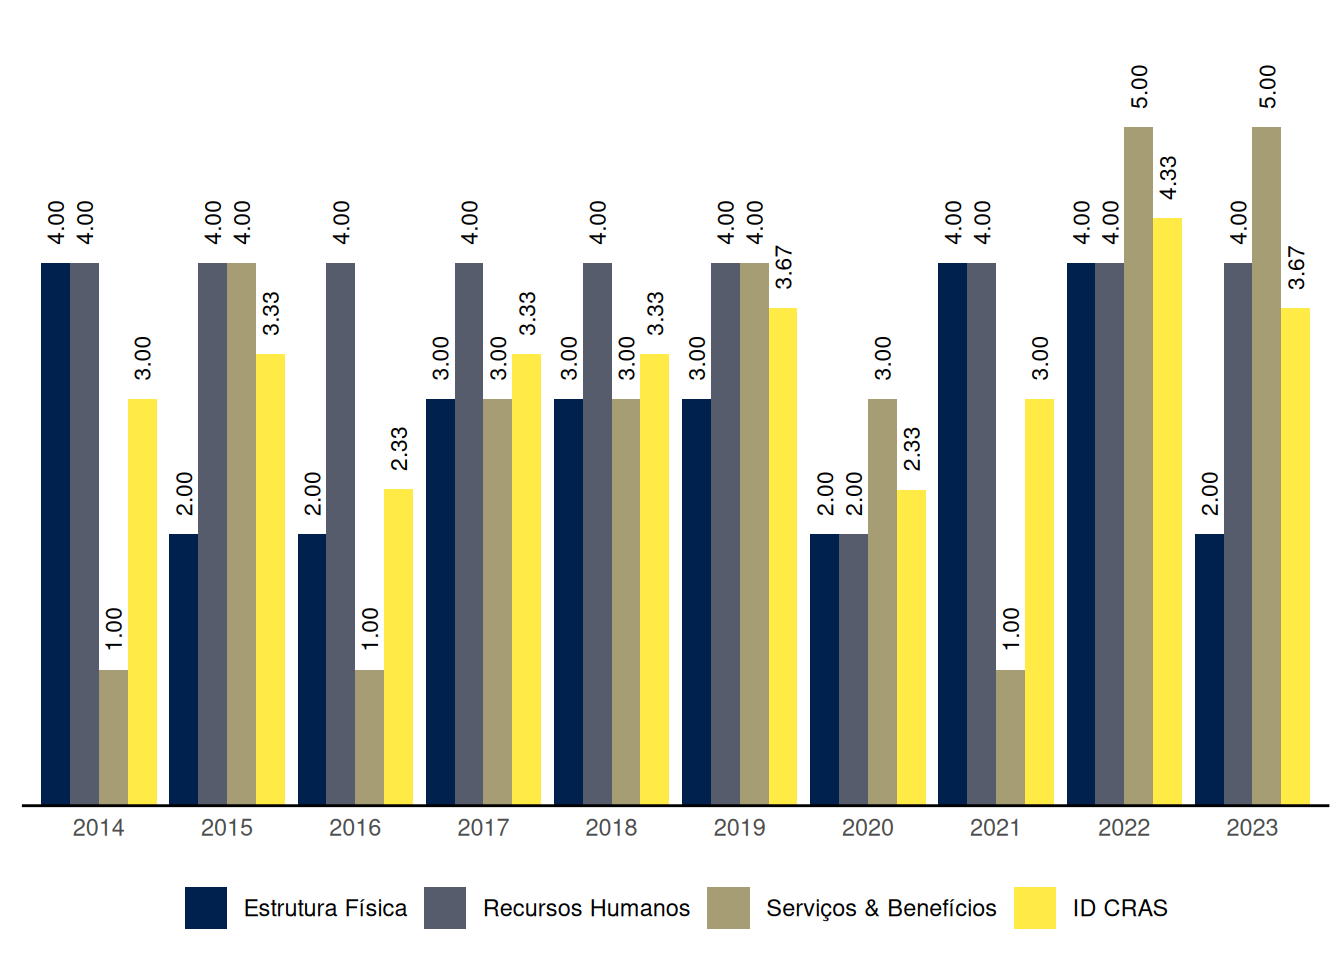 5.00 5.00
4.33
4.00 4.00 4.00 4.00 4.00 4.00 4.00 4.00 4.00 4.00 4.00 4.00 4.00 4.00
3.67 3.67
3.33 3.33 3.33
3.00 3.00 3.00 3.00 3.00 3.00 3.00 3.00
2.33 2.33
2.00 2.00 2.00 2.00 2.00
1.00 1.00 1.00
2014 2015 2016 2017 2018 2019 2020 2021 2022 2023
Estrutura Física Recursos Humanos Serviços & Benefícios ID CRAS